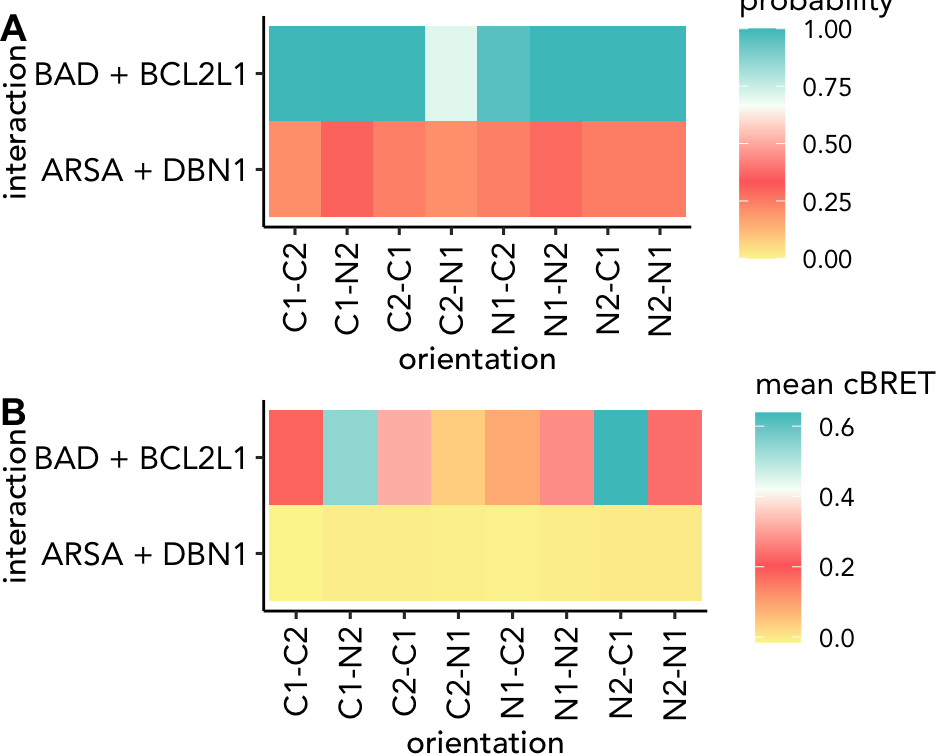 A
probability
1.00
0.75
0.50
0.25
0.00
interaction
BAD + BCL2L1
ARSA + DBN1
C1-C2
C1-N2
C2-C1
C2-N1
N1-C2
N1-N2
N2-C1
N2-N1
orientation
B
mean cBRET
0.6
0.4
0.2
0.0
interaction
BAD + BCL2L1
ARSA + DBN1
C1-C2
C1-N2
C2-C1
C2-N1
N1-C2
N1-N2
N2-C1
N2-N1
orientation